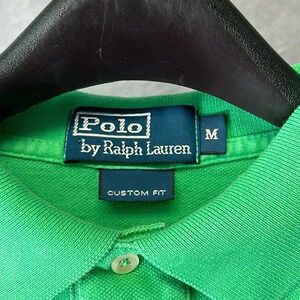 Polo
by Ralph Lauren
M
CUSTOM FIT